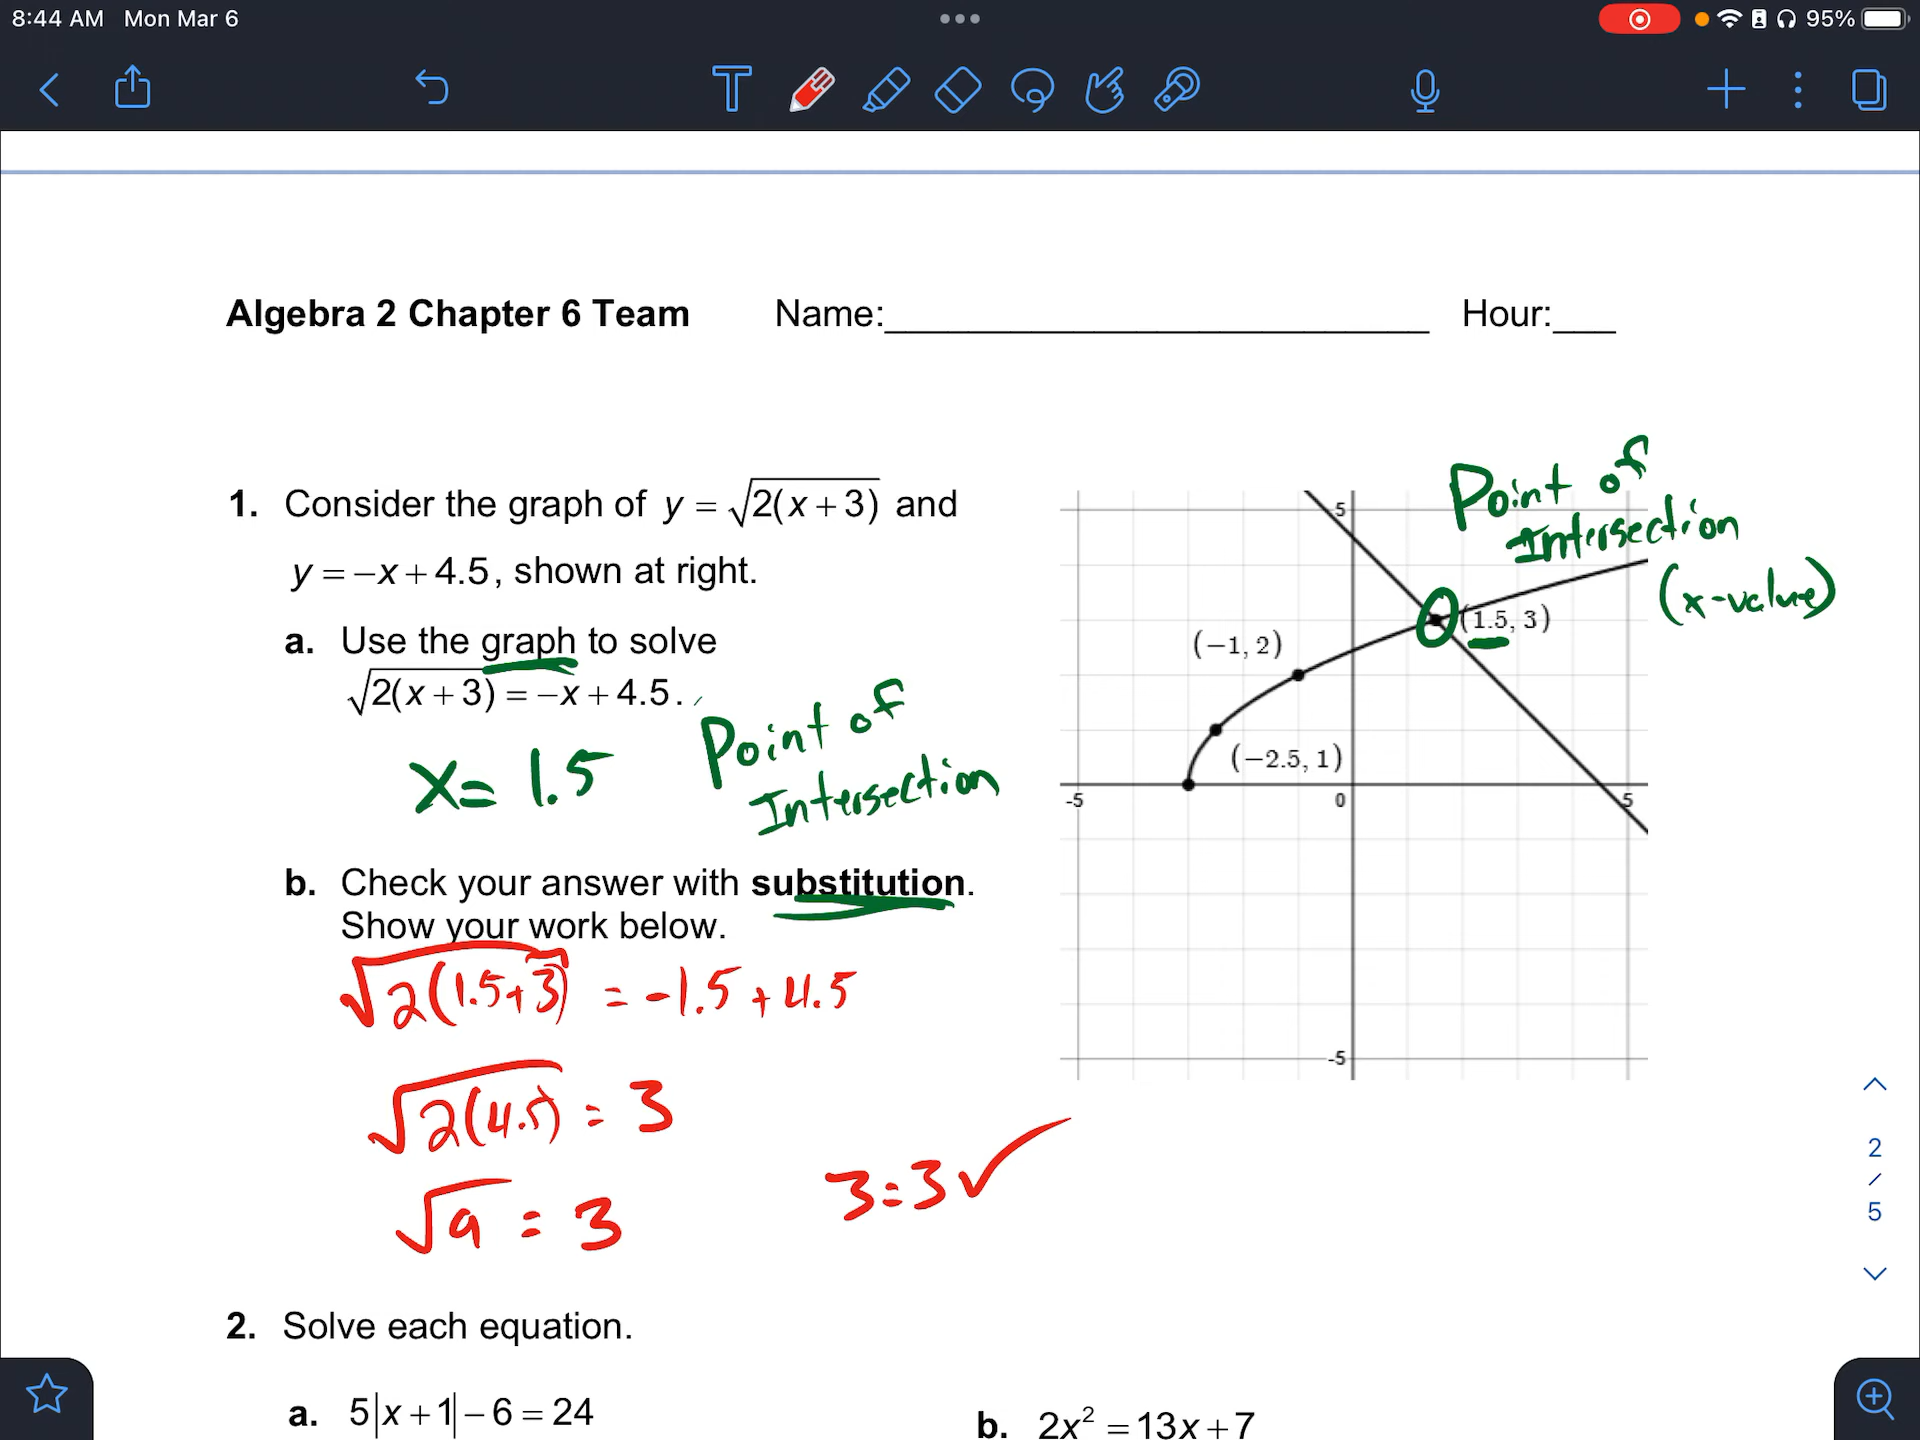 8:44 AM Mon Mar 6
95%
Algebra 2 Chapter 6 Team Name:__________________________ Hour:___
1. Consider the graph of y = √2(x + 3) and
y = −x + 4.5, shown at right.
a. Use the graph to solve
√2(x + 3) = −x + 4.5.
x = 1.5
Point of
Intersection
b. Check your answer with substitution.
Show your work below.
√2(1.5+3) = -1.5 + 4.5
√2(4.5) = 3
√9 = 3
3=3✓
Point of
Intersection
(x-value)
5
(1.5, 3)
(−1, 2)
(−2.5, 1)
-5
0
5
-5
2
/
5
2. Solve each equation.
a. 5|x + 1| − 6 = 24
b. 2x² = 13x + 7